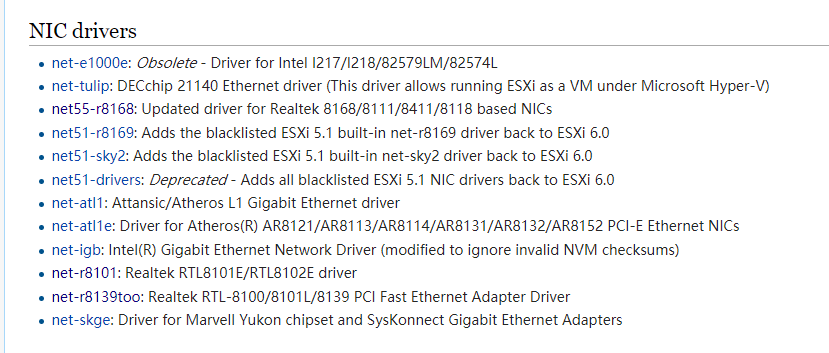 NIC drivers
net-e1000e: Obsolete - Driver for Intel I217/I218/82579LM/82574L
net-tulip: DECchip 21140 Ethernet driver (This driver allows running ESXi as a VM under Microsoft Hyper-V)
net55-r8168: Updated driver for Realtek 8168/8111/8411/8118 based NICs
net51-r8169: Adds the blacklisted ESXi 5.1 built-in net-r8169 driver back to ESXi 6.0
net51-sky2: Adds the blacklisted ESXi 5.1 built-in net-sky2 driver back to ESXi 6.0
net51-drivers: Deprecated - Adds all blacklisted ESXi 5.1 NIC drivers back to ESXi 6.0
net-atl1: Attansic/Atheros L1 Gigabit Ethernet driver
net-atl1e: Driver for Atheros(R) AR8121/AR8113/AR8114/AR8131/AR8132/AR8152 PCI-E Ethernet NICs
net-igb: Intel(R) Gigabit Ethernet Network Driver (modified to ignore invalid NVM checksums)
net-r8101: Realtek RTL8101E/RTL8102E driver
net-r8139too: Realtek RTL-8100/8101L/8139 PCI Fast Ethernet Adapter Driver
net-skge: Driver for Marvell Yukon chipset and SysKonnect Gigabit Ethernet Adapters